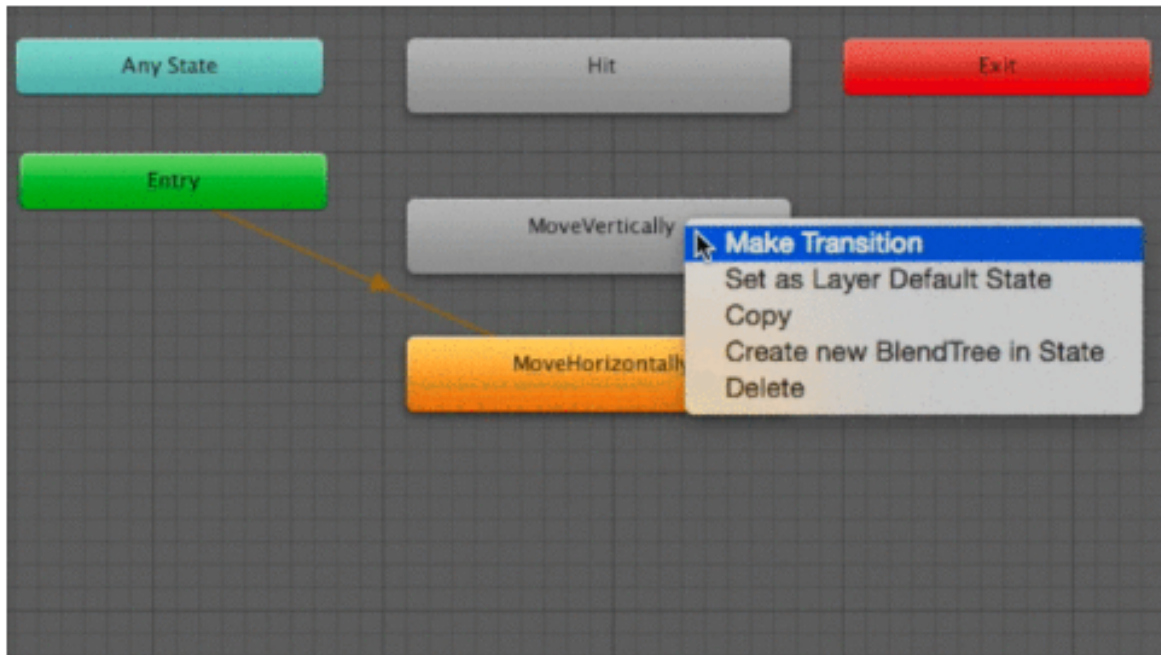 Any State
Hit
Exit
Entry
MoveVertically
MoveHorizontally
Make Transition
Set as Layer Default State
Copy
Create new BlendTree in State
Delete